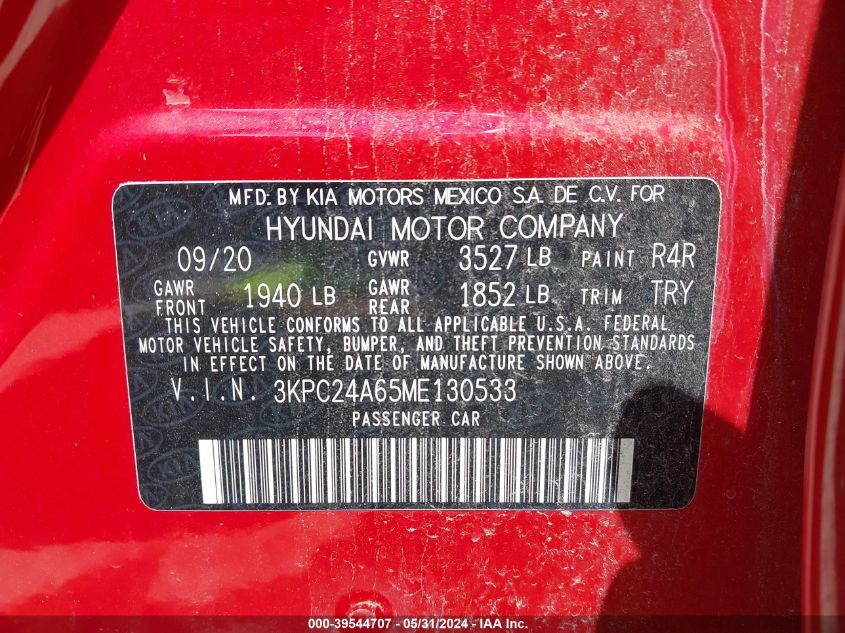 MFD. BY KIA MOTORS MEXICO S.A. DE C.V. FOR
HYUNDAI MOTOR COMPANY
09/20 GVWR 3527 LB PAINT R4R
GAWR FRONT 1940 LB GAWR REAR 1852 LB TRIM TRY
THIS VEHICLE CONFORMS TO ALL APPLICABLE U.S.A. FEDERAL
MOTOR VEHICLE SAFETY, BUMPER, AND THEFT PREVENTION STANDARDS
IN EFFECT ON THE DATE OF MANUFACTURE SHOWN ABOVE.
V.I.N. 3KPC24A65ME130533
PASSENGER CAR
000-39544707 - 05/31/2024 - IAA Inc.